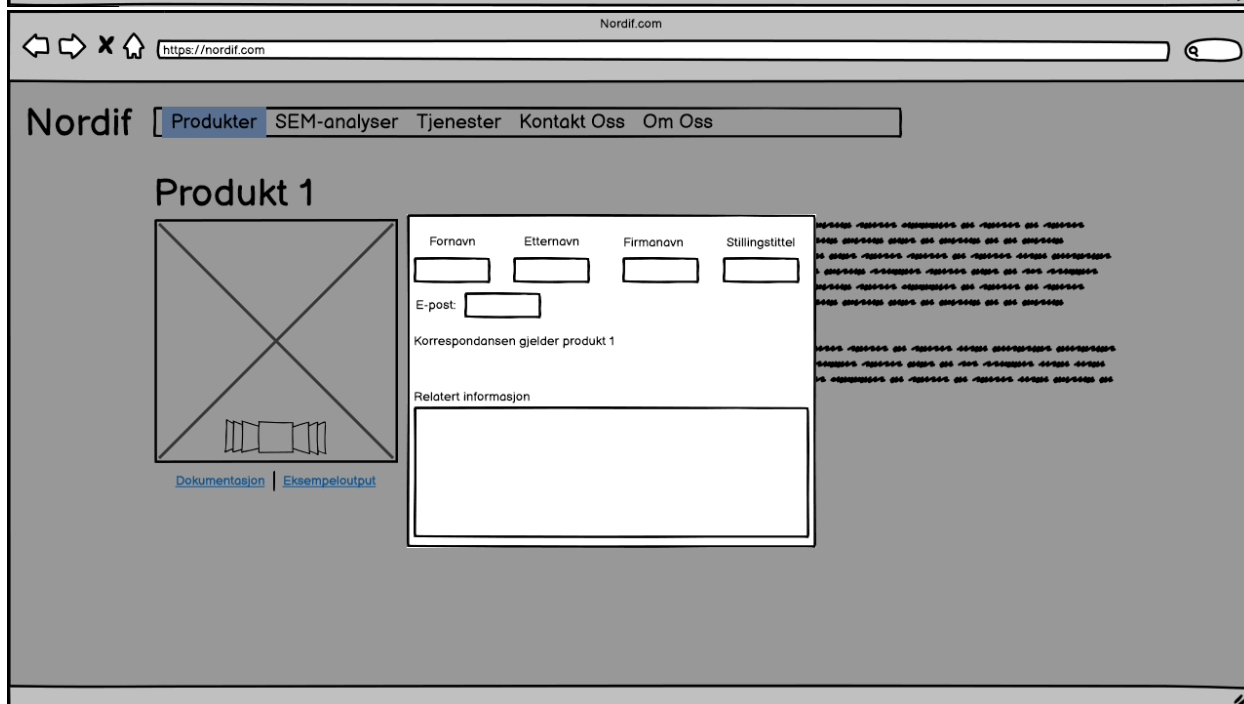 Nordif.com
https://nordif.com
Nordif Produkter SEM-analyser Tjenester Kontakt Oss Om Oss
Produkt 1
Fornavn Etternavn Firmanavn Stillingstittel
E-post:
Korrespondansen gjelder produkt 1
Relatert informasjon
Dokumentasjon Eksempeloutput